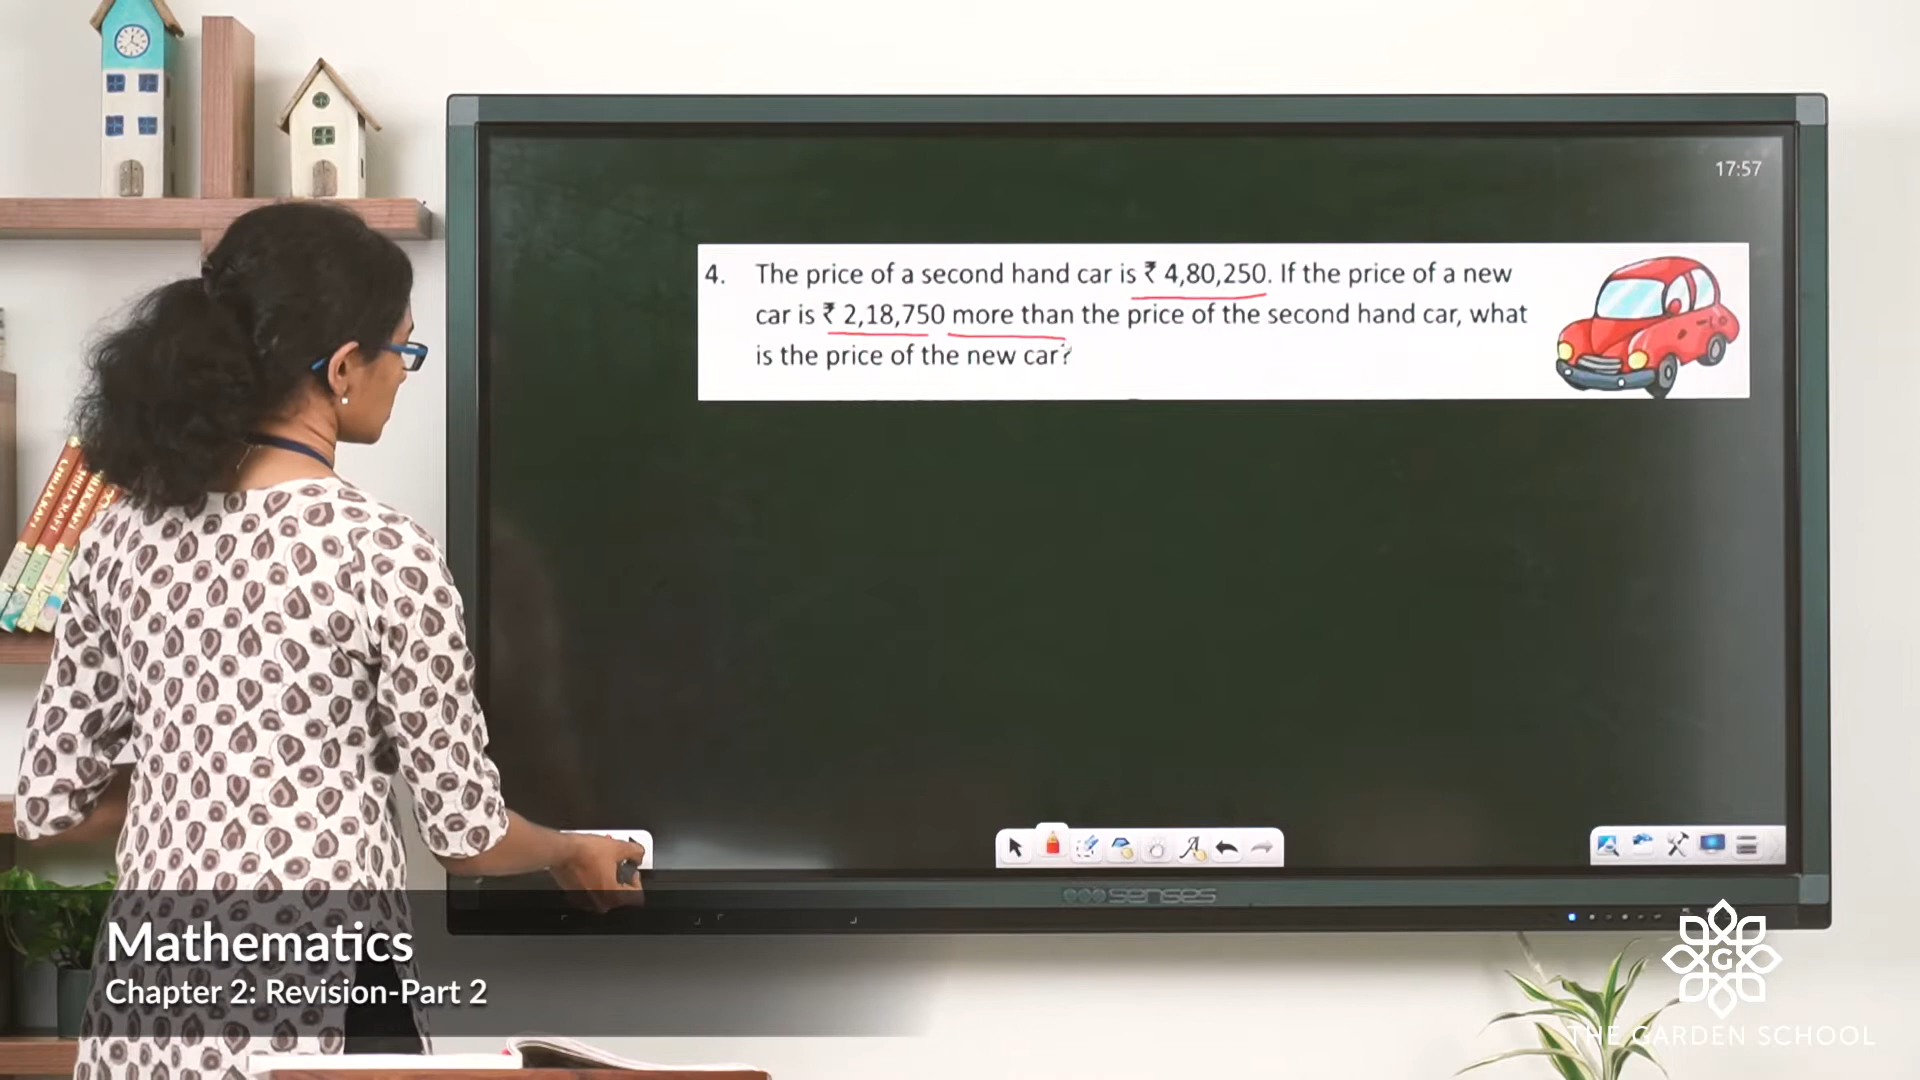 17:57
4. The price of a second hand car is ₹ 4,80,250. If the price of a new
car is ₹ 2,18,750 more than the price of the second hand car, what
is the price of the new car?
senses
Mathematics
Chapter 2: Revision-Part 2
G
THE GARDEN SCHOOL